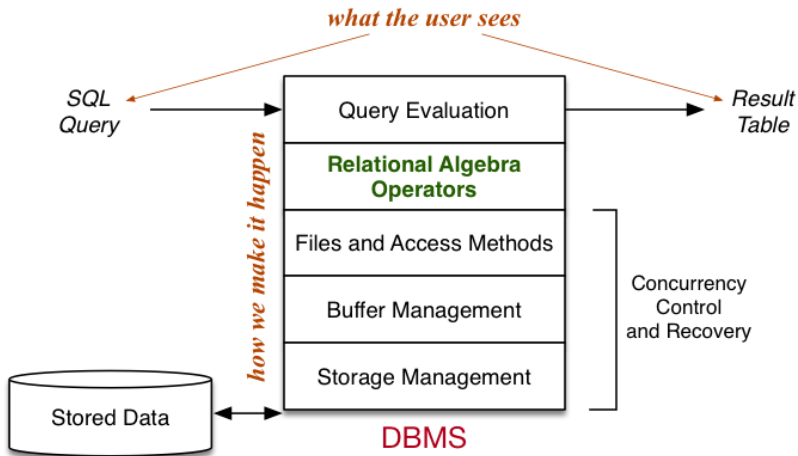 what the user sees
SQL
Query
Query Evaluation
Result
Table
how we make it happen
Relational Algebra
Operators
Files and Access Methods
Buffer Management
Storage Management
Concurrency
Control
and Recovery
Stored Data
DBMS